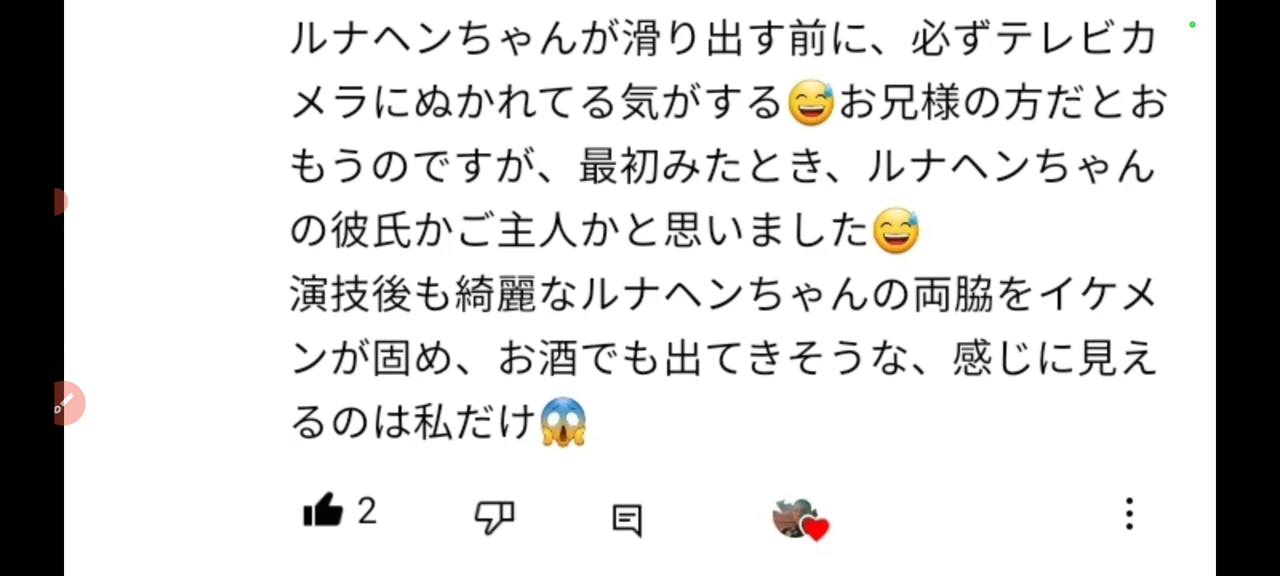 ルナヘンちゃんが滑り出す前に、必ずテレビカ
メラにぬかれてる気がする😅お兄様の方だとお
もうのですが、最初みたとき、ルナヘンちゃん
の彼氏かご主人かと思いました😅
演技後も綺麗なルナヘンちゃんの両脇をイケメ
ンが固め、お酒でも出てきそうな、感じに見え
るのは私だけ😱
2